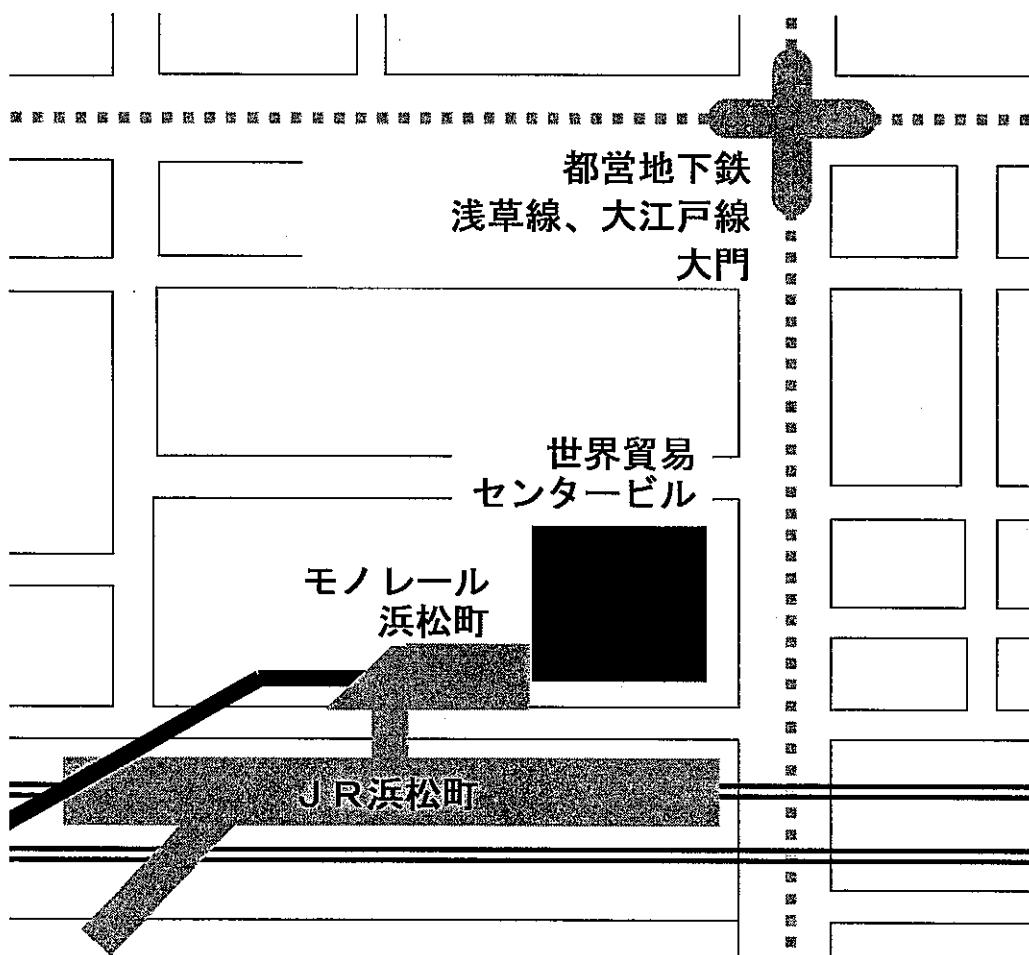 都営地下鉄
浅草線、大江戸線
大門
世界貿易
センタービル
モノレール
浜松町
JR浜松町